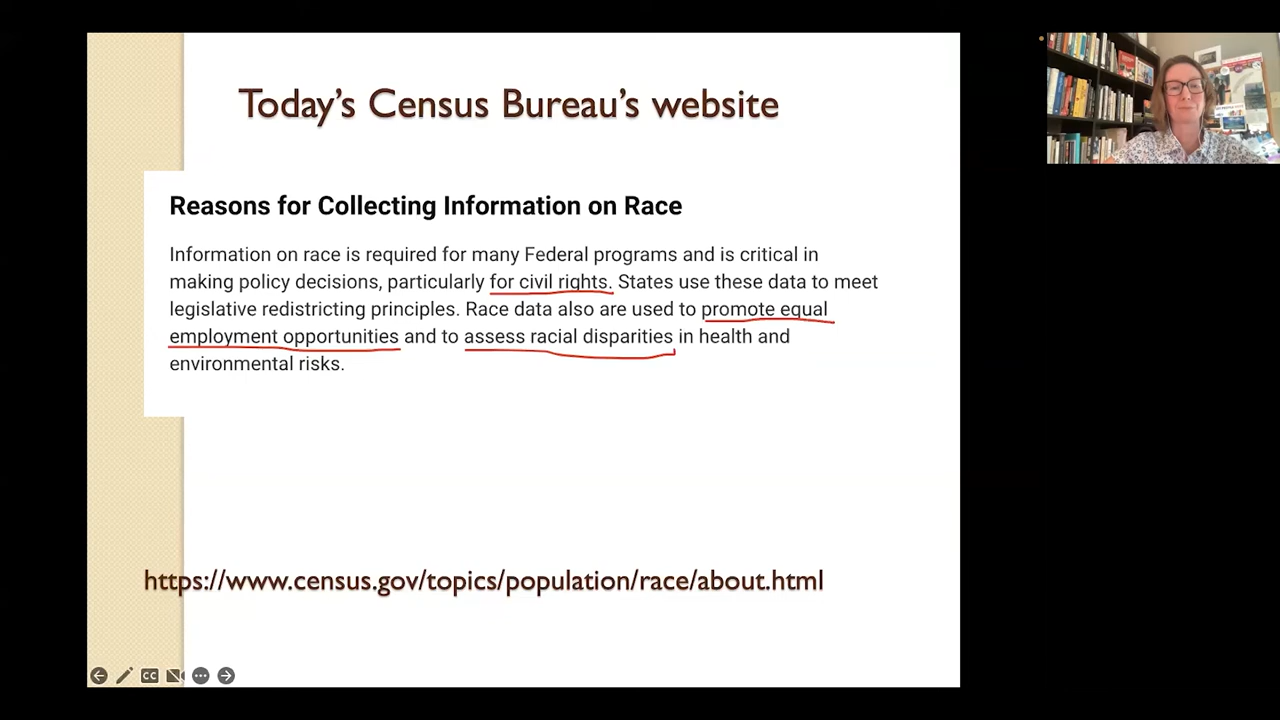 Today's Census Bureau's website
Reasons for Collecting Information on Race
Information on race is required for many Federal programs and is critical in
making policy decisions, particularly for civil rights. States use these data to meet
legislative redistricting principles. Race data also are used to promote equal
employment opportunities and to assess racial disparities in health and
environmental risks.
https://www.census.gov/topics/population/race/about.html
CC